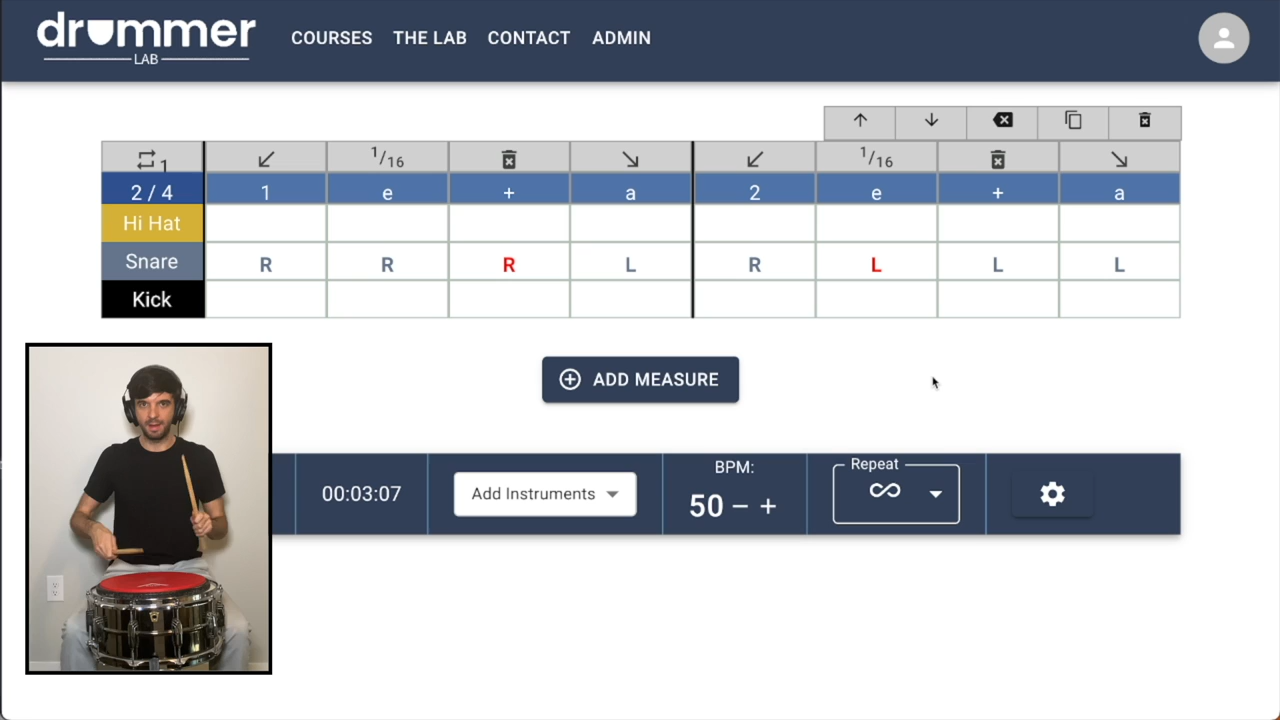 drummer
LAB
COURSES THE LAB CONTACT ADMIN
1 1/16 1/16
2 / 4 1 e + a 2 e + a
Hi Hat
Snare R R R L R L L L
Kick
ADD MEASURE
00:03:07 Add Instruments BPM: 50 − + Repeat ∞